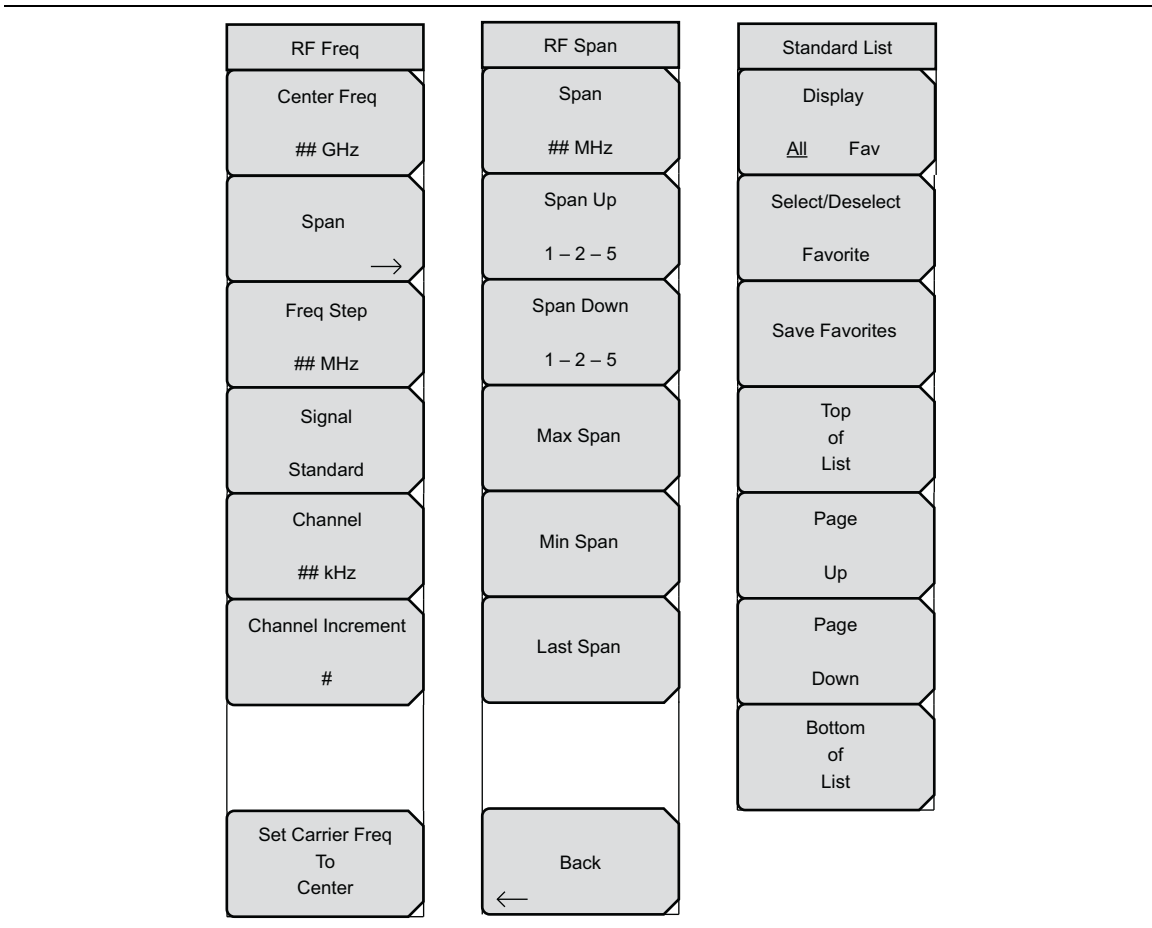 RF Freq
Center Freq
## GHz
Span
→
Freq Step
## MHz
Signal
Standard
Channel
## kHz
Channel Increment
#
Set Carrier Freq
To
Center
RF Span
Span
## MHz
Span Up
1 – 2 – 5
Span Down
1 – 2 – 5
Max Span
Min Span
Last Span
Back
←
Standard List
Display
All Fav
Select/Deselect
Favorite
Save Favorites
Top
of
List
Page
Up
Page
Down
Bottom
of
List